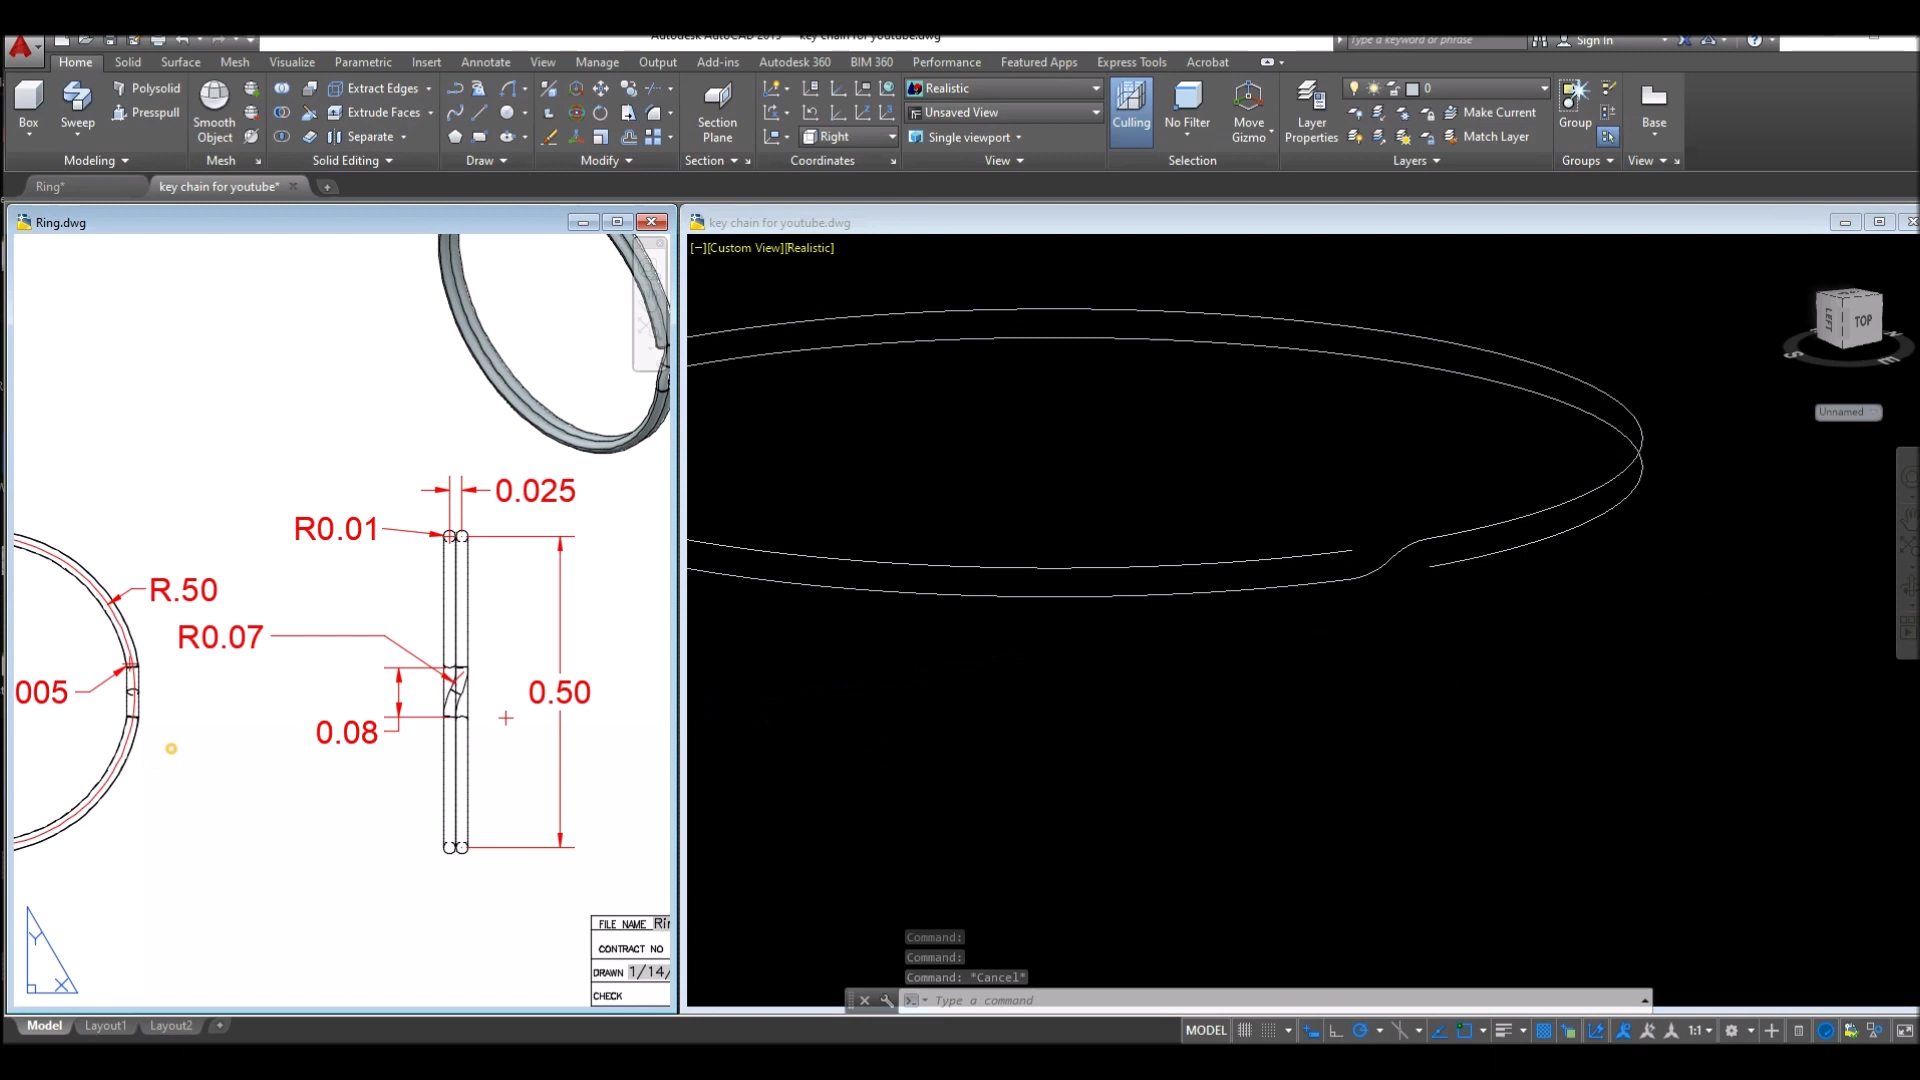 Autodesk AutoCAD 2015 key chain for youtube.dwg
Type a keyword or phrase
Sign In
Home Solid Surface Mesh Visualize Parametric Insert Annotate View Manage Output Add-ins Autodesk 360 BIM 360 Performance Featured Apps Express Tools Acrobat
Box
Sweep
Polysolid
Presspull
Smooth
Object
Extract Edges
Extrude Faces
Separate
Section
Plane
Right
Realistic
Unsaved View
Single viewport
Culling
No Filter
Move
Gizmo
Layer
Properties
0
Make Current
Match Layer
Group
Base
Modeling Mesh Solid Editing Draw Modify Section Coordinates View Selection Layers Groups View
Ring*
key chain for youtube*
Ring.dwg
key chain for youtube.dwg
[−][Custom View][Realistic]
LEFT
TOP
S
E
Unnamed
0.025
R0.01
R.50
R0.07
005
0.50
0.08
Y
X
FILE NAME Rir
CONTRACT NO
DRAWN 1/14/
CHECK
Command:
Command:
Command: *Cancel*
Type a command
Model Layout1 Layout2
MODEL
1:1